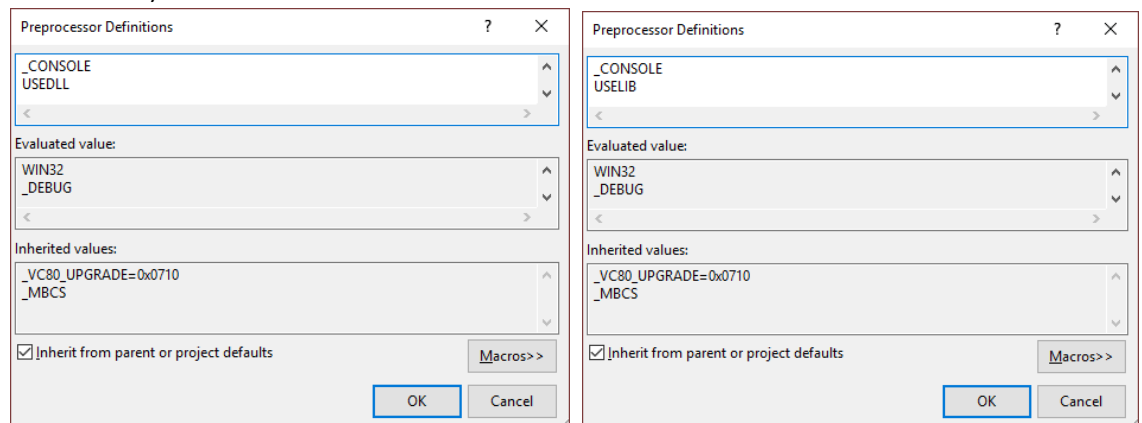 Preprocessor Definitions ? ×
_CONSOLE
USEDLL
Evaluated value:
WIN32
_DEBUG
Inherited values:
_VC80_UPGRADE=0x0710
_MBCS
Inherit from parent or project defaults
Macros>>
OK Cancel
Preprocessor Definitions ? ×
_CONSOLE
USELIB
Evaluated value:
WIN32
_DEBUG
Inherited values:
_VC80_UPGRADE=0x0710
_MBCS
Inherit from parent or project defaults
Macros>>
OK Cancel